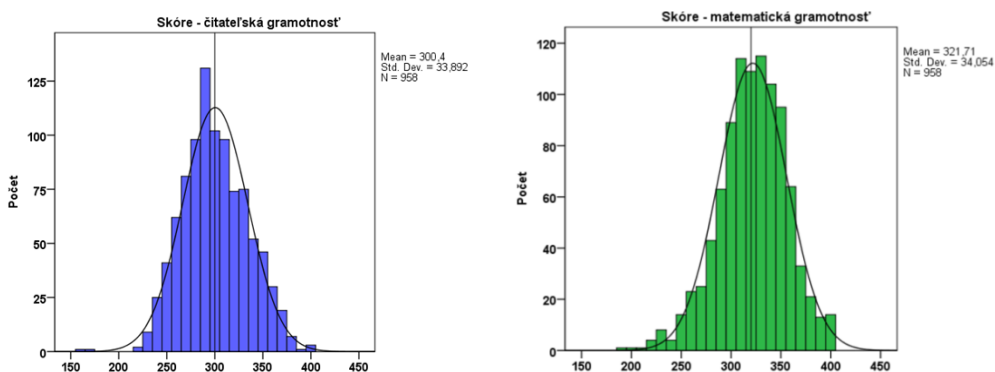 Skóre - čitateľská gramotnosť
Mean = 300,4
Std. Dev. = 33,892
N = 958
125
100
75
50
25
0
Počet
150 200 250 300 350 400 450
Skóre - matematická gramotnosť
Mean = 321,71
Std. Dev. = 34,054
N = 958
120
100
80
60
40
20
0
Počet
150 200 250 300 350 400 450